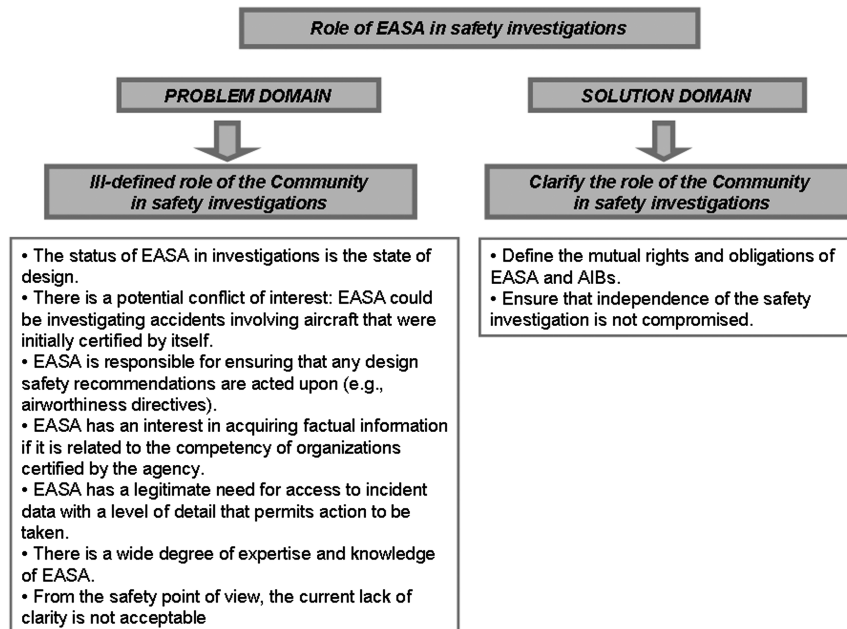 Role of EASA in safety investigations
PROBLEM DOMAIN
Ill-defined role of the Community
in safety investigations
• The status of EASA in investigations is the state of
design.
• There is a potential conflict of interest: EASA could
be investigating accidents involving aircraft that were
initially certified by itself.
• EASA is responsible for ensuring that any design
safety recommendations are acted upon (e.g.,
airworthiness directives).
• EASA has an interest in acquiring factual information
if it is related to the competency of organizations
certified by the agency.
• EASA has a legitimate need for access to incident
data with a level of detail that permits action to be
taken.
• There is a wide degree of expertise and knowledge
of EASA.
• From the safety point of view, the current lack of
clarity is not acceptable
SOLUTION DOMAIN
Clarify the role of the Community
in safety investigations
• Define the mutual rights and obligations of
EASA and AIBs.
• Ensure that independence of the safety
investigation is not compromised.